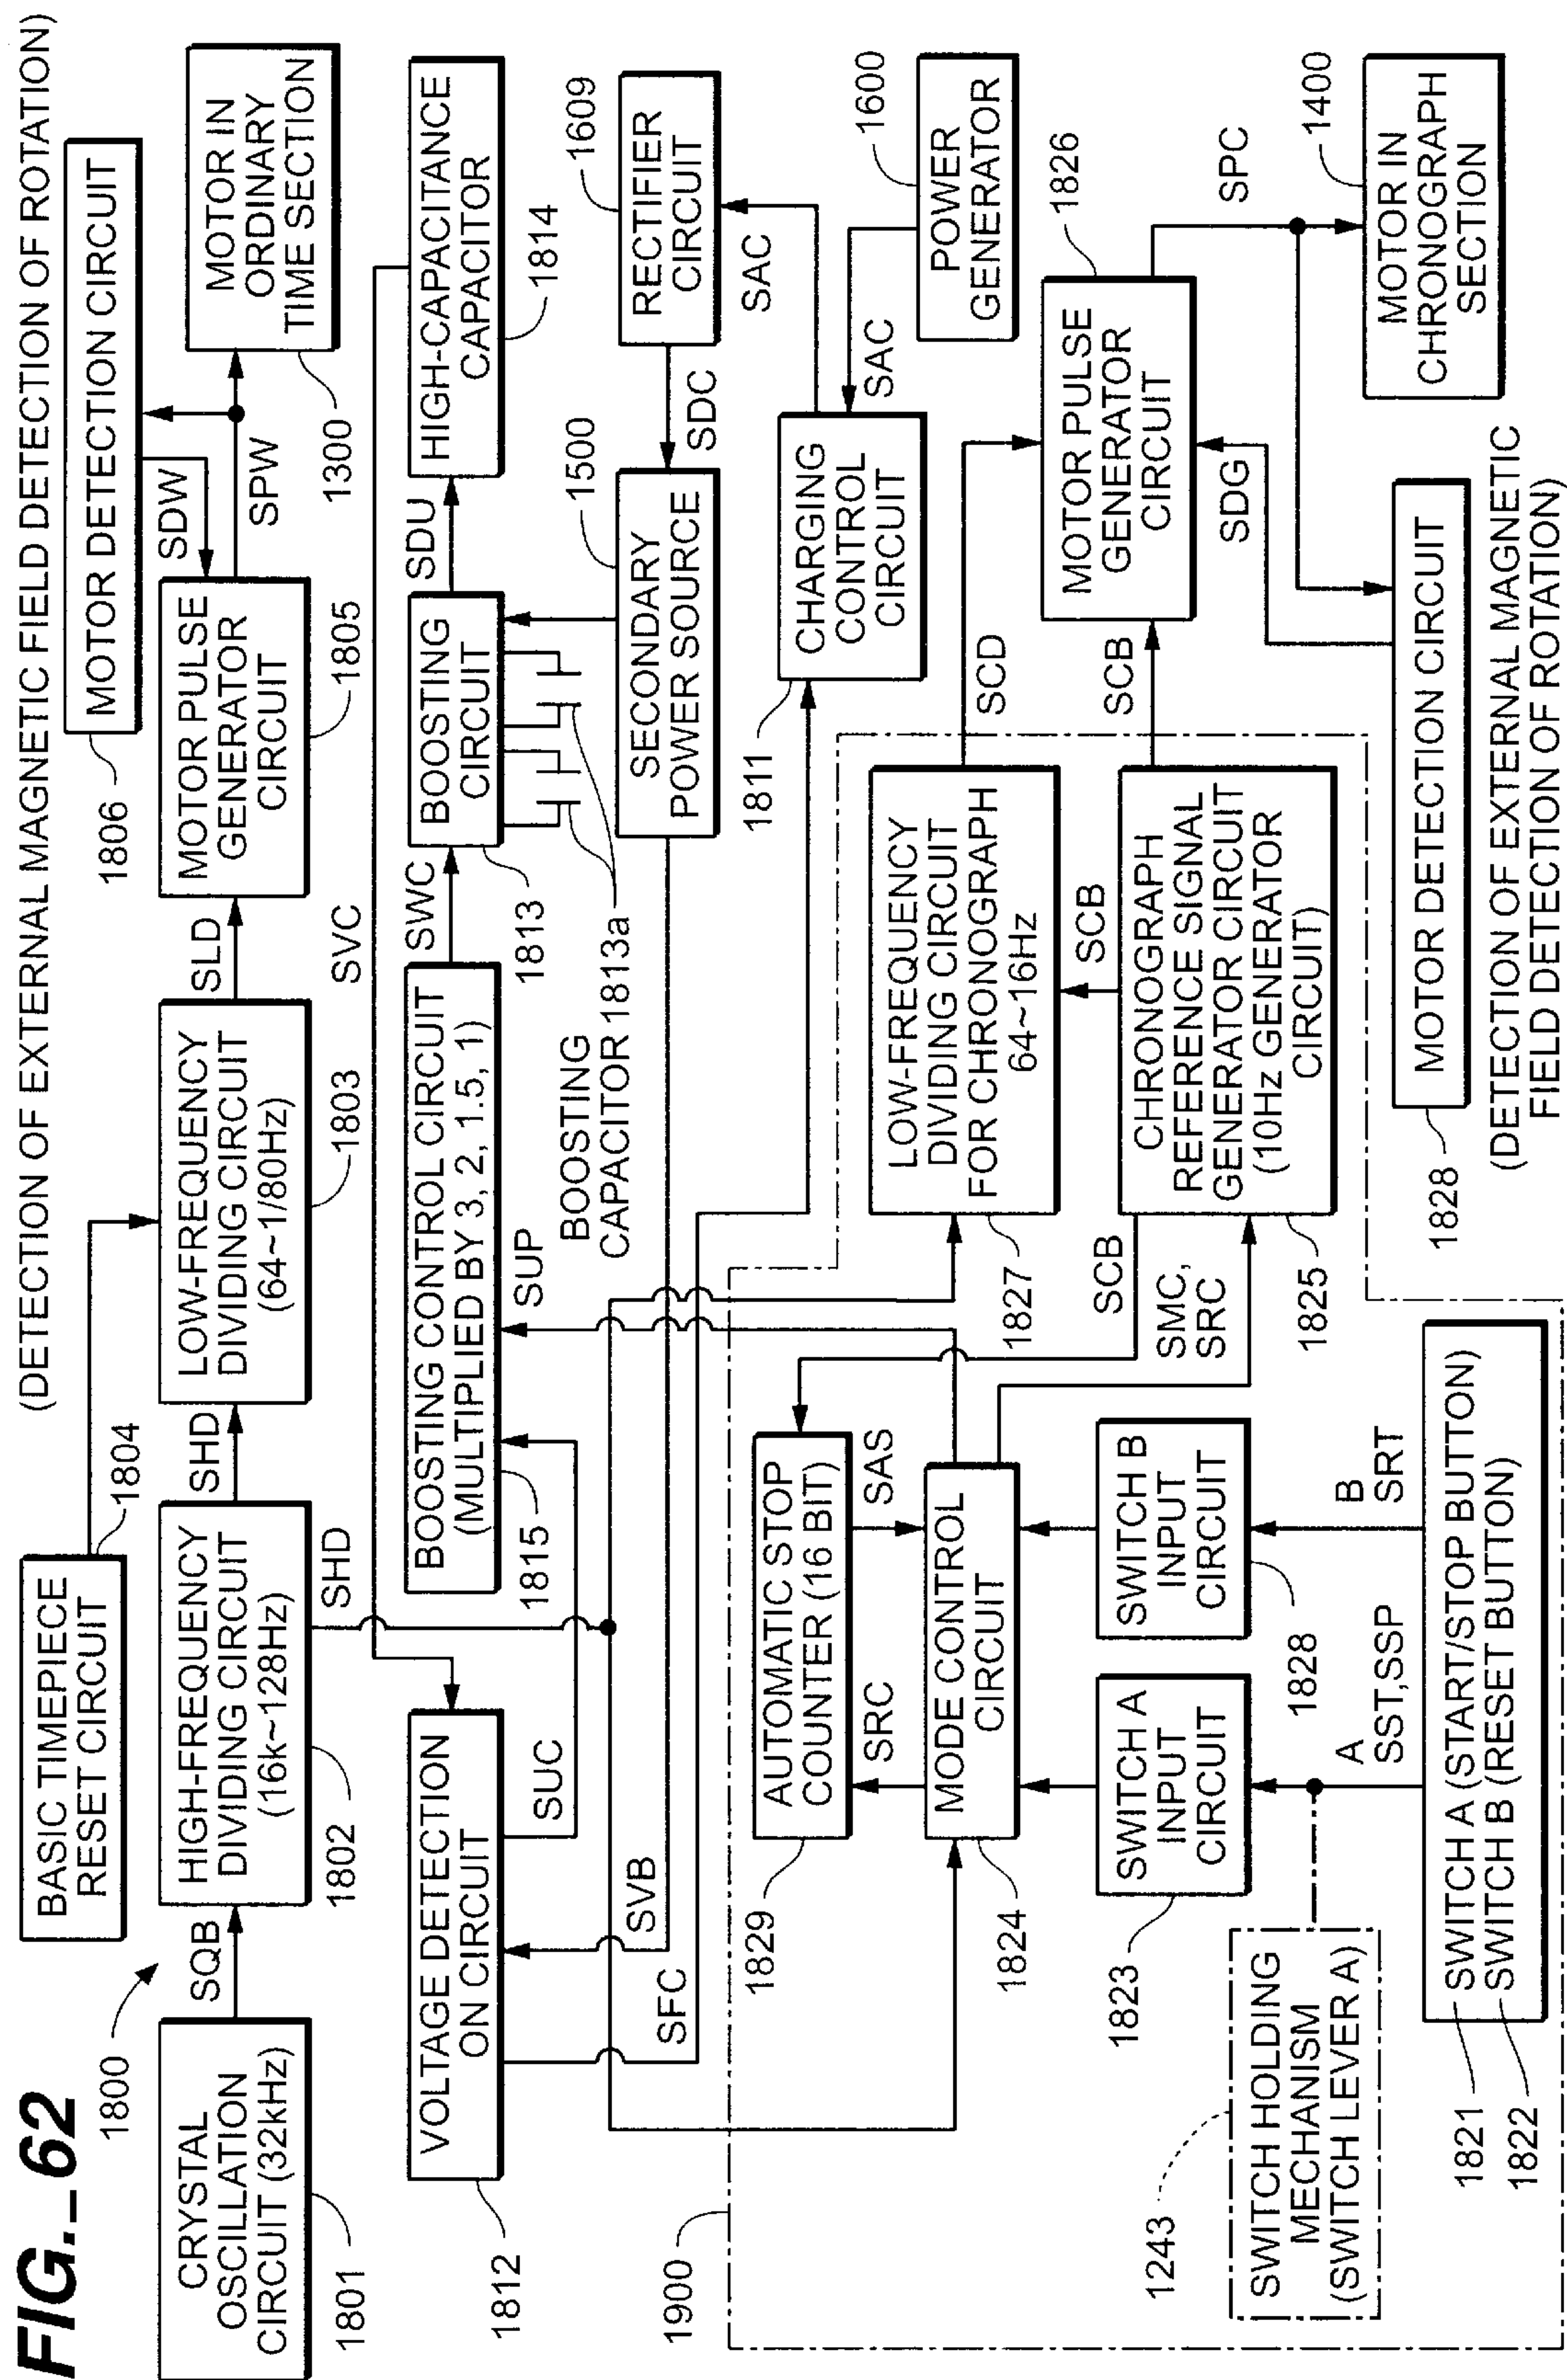 FIG._62
(DETECTION OF EXTERNAL MAGNETIC FIELD DETECTION OF ROTATION)
1800
BASIC TIMEPIECE
RESET CIRCUIT
1804
1806
MOTOR DETECTION CIRCUIT
CRYSTAL
OSCILLATION
CIRCUIT (32kHz)
1801
SQB
HIGH-FREQUENCY
DIVIDING CIRCUIT
(16k~128Hz)
1802
SHD
SHD
LOW-FREQUENCY
DIVIDING CIRCUIT
(64~1/80Hz)
1803
SLD
MOTOR PULSE
GENERATOR
CIRCUIT
1805
SDW
SPW
MOTOR IN
ORDINARY
TIME SECTION
1300
SVC
VOLTAGE DETECTION
ON CIRCUIT
1812
SUC
BOOSTING CONTROL CIRCUIT
(MULTIPLIED BY 3, 2, 1.5, 1)
1815
SUP
SWC
BOOSTING
CIRCUIT
1813
BOOSTING
CAPACITOR 1813a
SDU
HIGH-CAPACITANCE
CAPACITOR
1814
SVB
SFC
SECONDARY
POWER SOURCE
1500
SDC
RECTIFIER
CIRCUIT
1609
SAC
SAC
CHARGING
CONTROL
CIRCUIT
1811
POWER
GENERATOR
1600
1900
AUTOMATIC STOP
COUNTER (16 BIT)
1829
SRC
SAS
MODE CONTROL
CIRCUIT
1824
SWITCH A
INPUT
CIRCUIT
1823
SWITCH B
INPUT
CIRCUIT
1828
A
SST,SSP
B
SRT
SWITCH HOLDING
MECHANISM
(SWITCH LEVER A)
1243
SWITCH A (START/STOP BUTTON)
SWITCH B (RESET BUTTON)
1821
1822
LOW-FREQUENCY
DIVIDING CIRCUIT
FOR CHRONOGRAPH
64~16Hz
1827
SCB
SCB
SMC,
SRC
CHRONOGRAPH
REFERENCE SIGNAL
GENERATOR CIRCUIT
(10Hz GENERATOR
CIRCUIT)
1825
SCD
SCB
MOTOR PULSE
GENERATOR
CIRCUIT
1826
SDG
SPC
MOTOR IN
CHRONOGRAPH
SECTION
1400
MOTOR DETECTION CIRCUIT
1828
(DETECTION OF EXTERNAL MAGNETIC
FIELD DETECTION OF ROTATION)